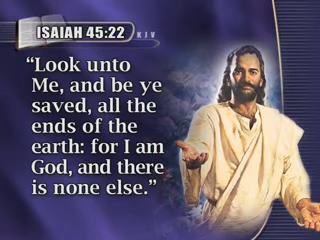 ISAIAH 45:22 KJV
“Look unto
Me, and be ye
saved, all the
ends of the
earth: for I am
God, and there
is none else.”